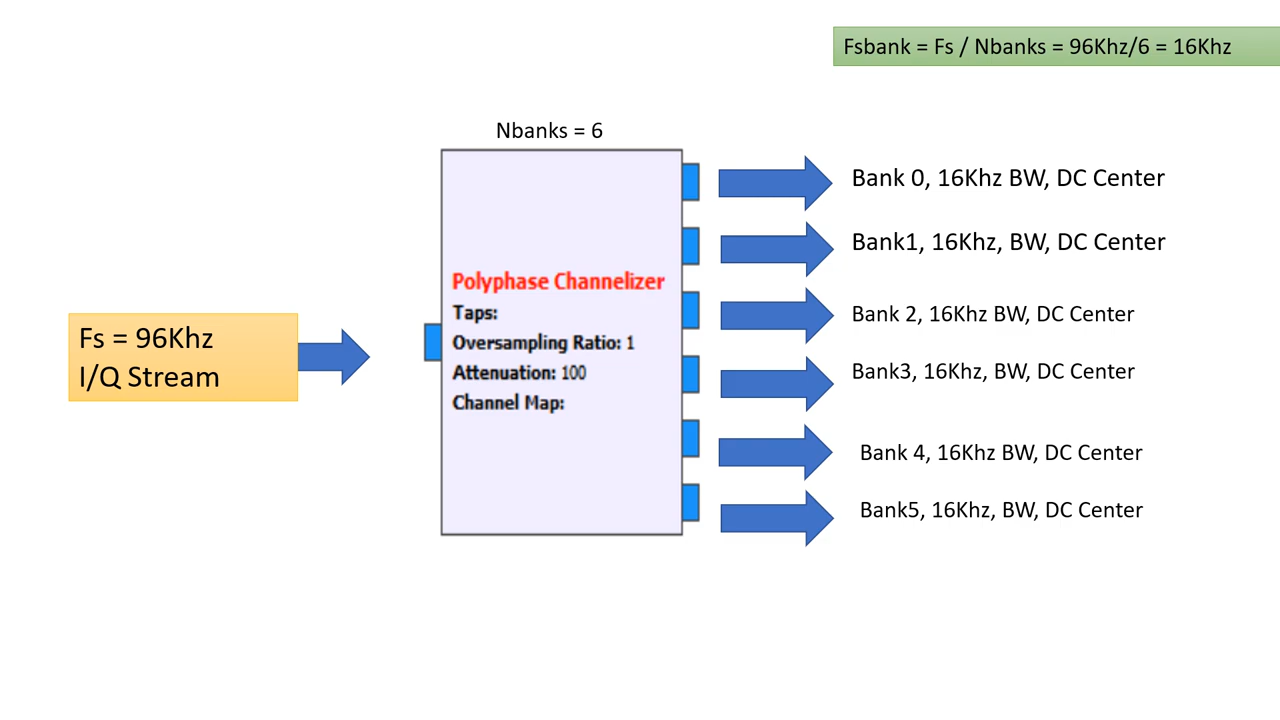 Fsbank = Fs / Nbanks = 96Khz/6 = 16Khz
Nbanks = 6
Fs = 96Khz
I/Q Stream
Polyphase Channelizer
Taps:
Oversampling Ratio: 1
Attenuation: 100
Channel Map:
Bank 0, 16Khz BW, DC Center
Bank1, 16Khz, BW, DC Center
Bank 2, 16Khz BW, DC Center
Bank3, 16Khz, BW, DC Center
Bank 4, 16Khz BW, DC Center
Bank5, 16Khz, BW, DC Center